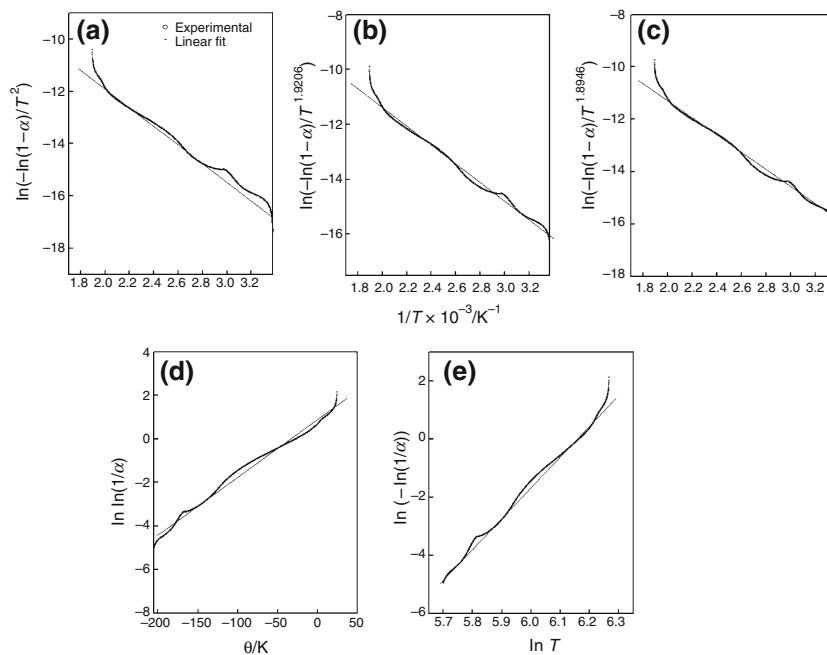 (a)
○ Experimental
- Linear fit
−10
−12
−14
−16
−18
ln(−ln(1−α)/T²)
1.8 2.0 2.2 2.4 2.6 2.8 3.0 3.2
(b)
−8
−10
−12
−14
−16
ln(−ln(1−α)/T^1.9206)
1.8 2.0 2.2 2.4 2.6 2.8 3.0 3.2
(c)
−8
−10
−12
−14
−16
−18
ln(−ln(1−α)/T^1.8946)
1.8 2.0 2.2 2.4 2.6 2.8 3.0 3.2
1/T × 10⁻³/K⁻¹
(d)
4
2
0
−2
−4
−6
−8
ln ln(1/α)
−200 −150 −100 −50 0 50
θ/K
(e)
2
0
−2
−4
−6
ln (−ln(1/α))
5.7 5.8 5.9 6.0 6.1 6.2 6.3
ln T